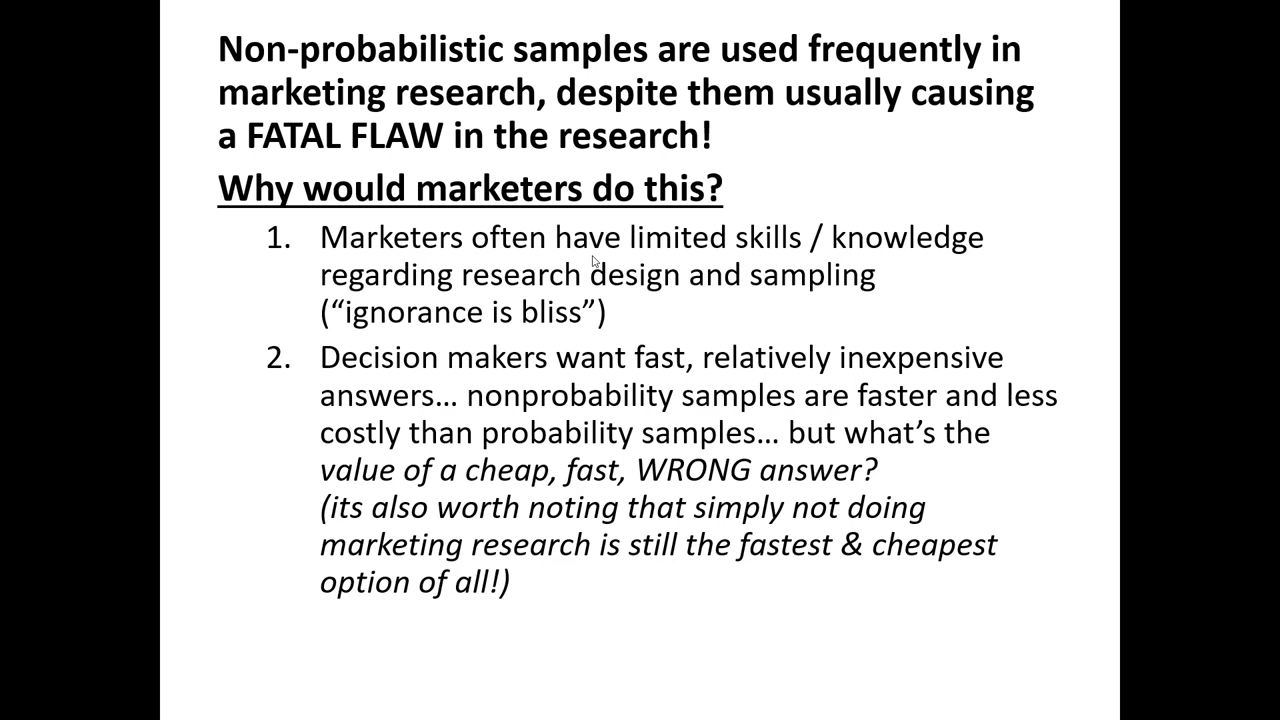 Non-probabilistic samples are used frequently in
marketing research, despite them usually causing
a FATAL FLAW in the research!
Why would marketers do this?
1. Marketers often have limited skills / knowledge
regarding research design and sampling
(“ignorance is bliss”)
2. Decision makers want fast, relatively inexpensive
answers… nonprobability samples are faster and less
costly than probability samples… but what’s the
value of a cheap, fast, WRONG answer?
(its also worth noting that simply not doing
marketing research is still the fastest & cheapest
option of all!)